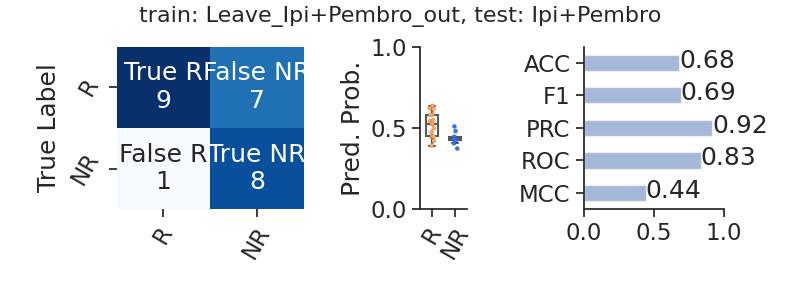 train: Leave_Ipi+Pembro_out, test: Ipi+Pembro
True Label
R
NR
True R
9
False NR
7
False R
1
True NR
8
R
NR
Pred. Prob.
1.0
0.5
0.0
R
NR
ACC
0.68
F1
0.69
PRC
0.92
ROC
0.83
MCC
0.44
0.0
0.5
1.0